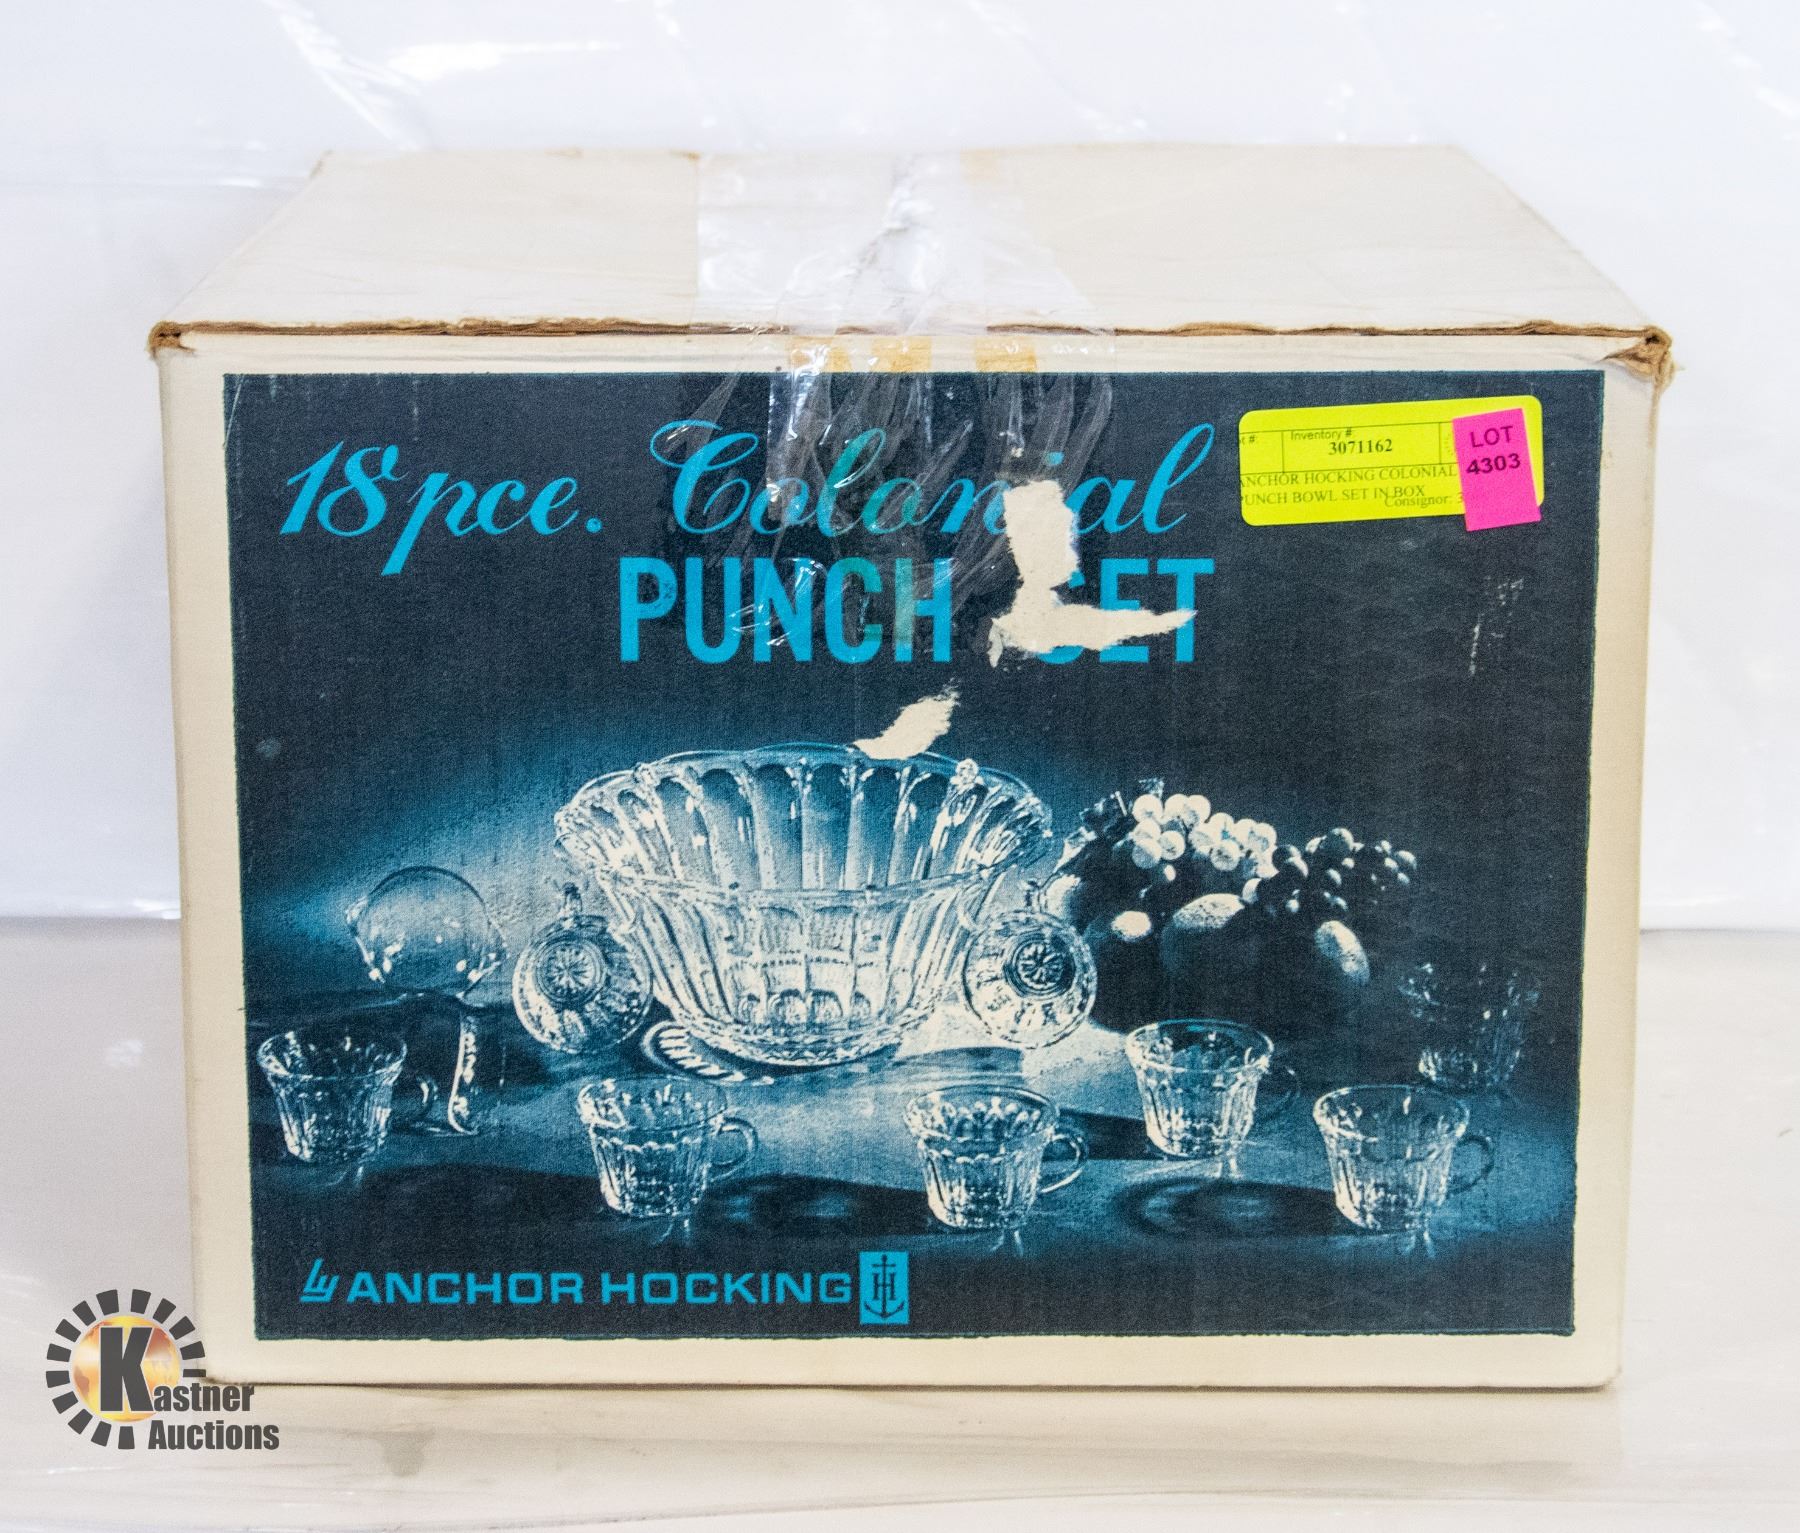 18 pce. Colonial
PUNCH SET
Inventory #
3071162
ANCHOR HOCKING COLONIAL
PUNCH BOWL SET IN BOX
Consignor:
LOT
4303
ANCHOR HOCKING
H
Kastner
Auctions